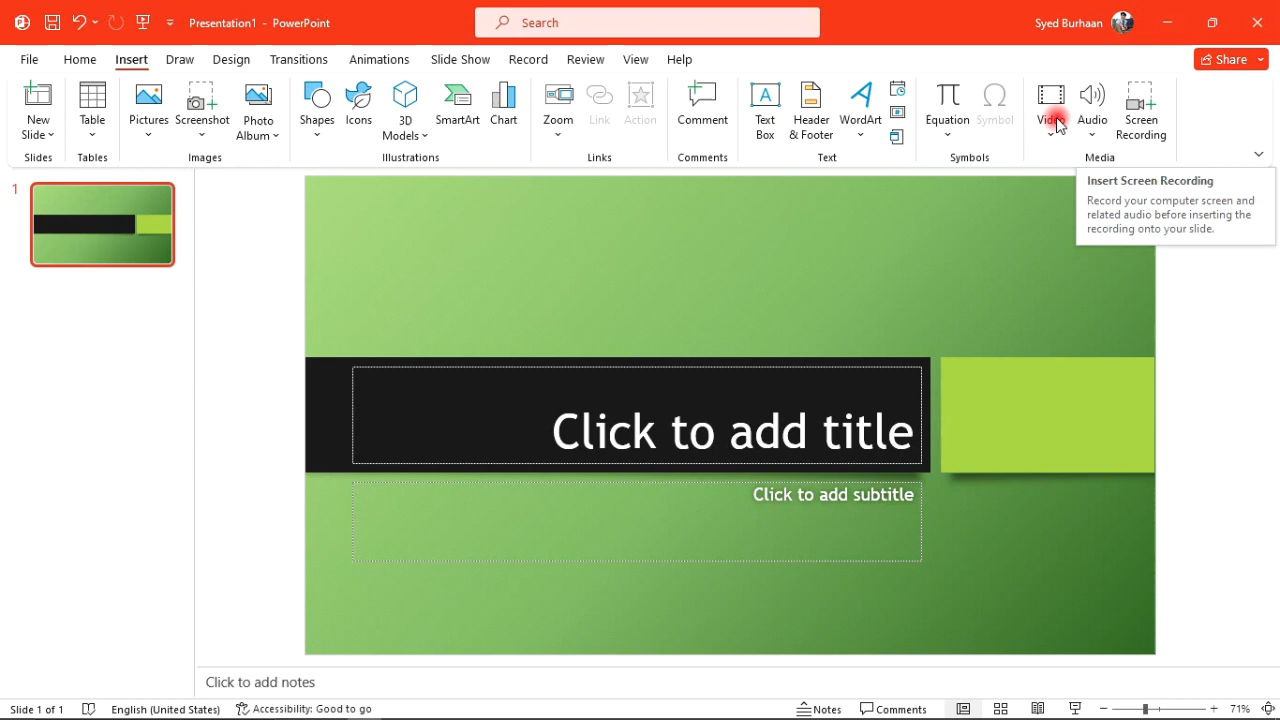 Presentation1 - PowerPoint
Search
Syed Burhaan
File Home Insert Draw Design Transitions Animations Slide Show Record Review View Help
Share
New Slide
Table
Pictures
Screenshot
Photo Album
Shapes
Icons
3D Models
SmartArt
Chart
Zoom
Link
Action
Comment
Text Box
Header & Footer
WordArt
Equation
Symbol
Video
Audio
Screen Recording
Slides
Tables
Images
Illustrations
Links
Comments
Text
Symbols
Media
Insert Screen Recording
Record your computer screen and
related audio before inserting the
recording onto your slide.
1
Click to add title
Click to add subtitle
Click to add notes
Slide 1 of 1 English (United States) Accessibility: Good to go Notes Comments 71%